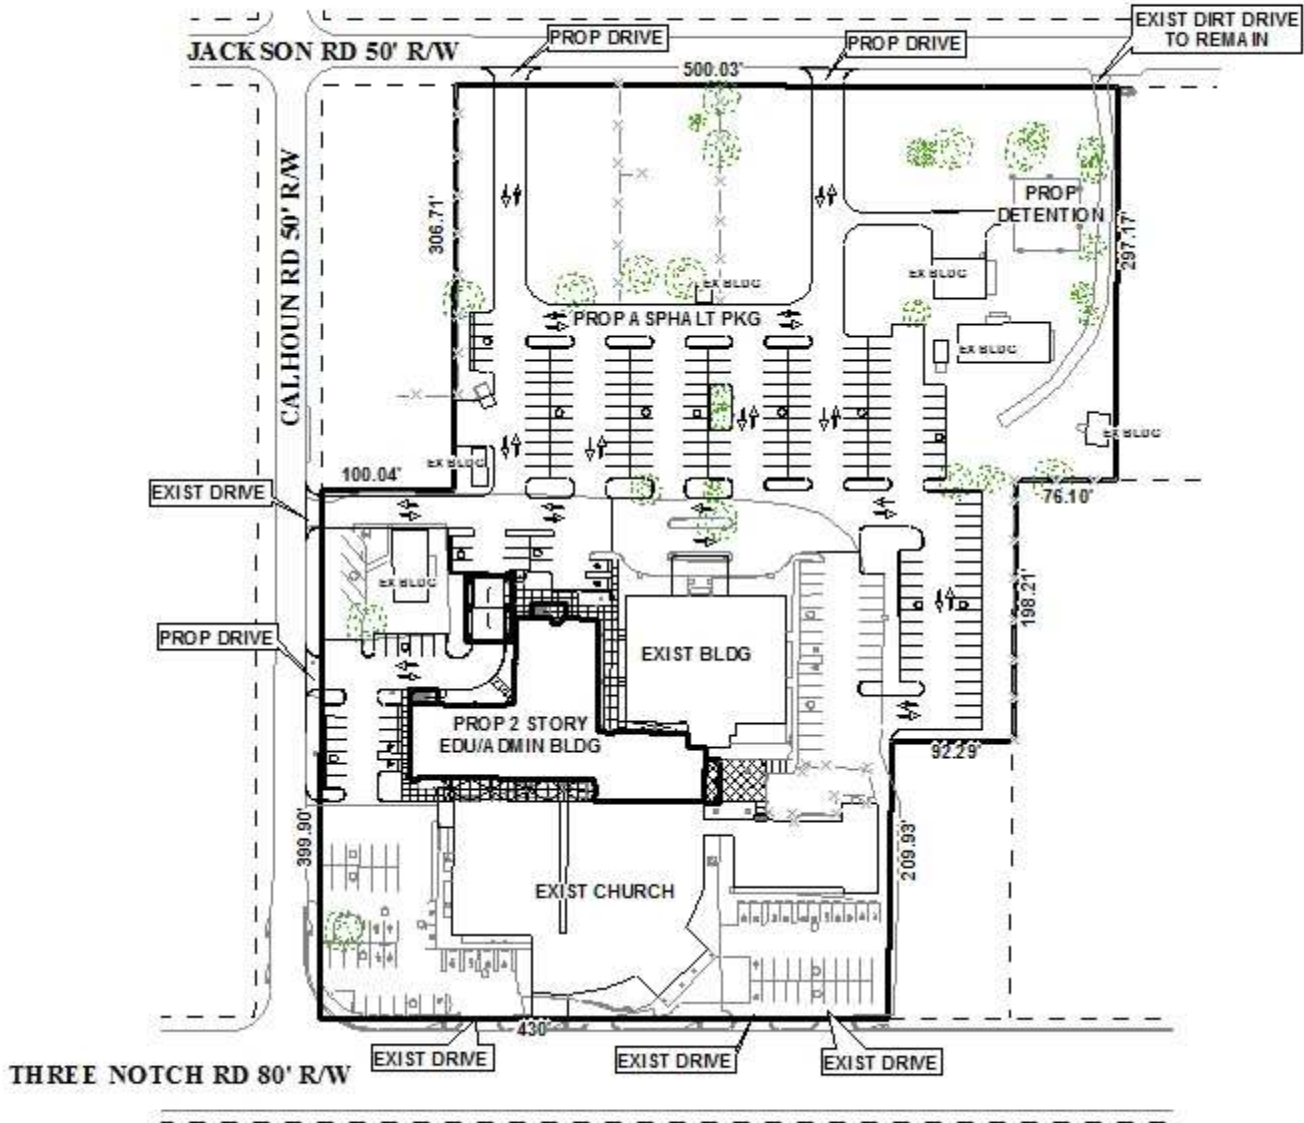 EXIST DIRT DRIVE
TO REMAIN
PROP DRIVE
PROP DRIVE
JACKSON RD 50' R/W
500.03'
CALHOUN RD 50' R/W
306.71'
PROP
DETENTION
297.17'
EX BLDG
EX BLDG
PROP ASPHALT PKG
EX BLDG
EX BLDG
EX BLDG
100.04'
EXIST DRIVE
76.10'
EX BLDG
198.21'
PROP DRIVE
EXIST BLDG
PROP 2 STORY
EDU/ADMIN BLDG
92.29'
399.90'
209.93'
EXIST CHURCH
430'
EXIST DRIVE
EXIST DRIVE
EXIST DRIVE
THREE NOTCH RD 80' R/W